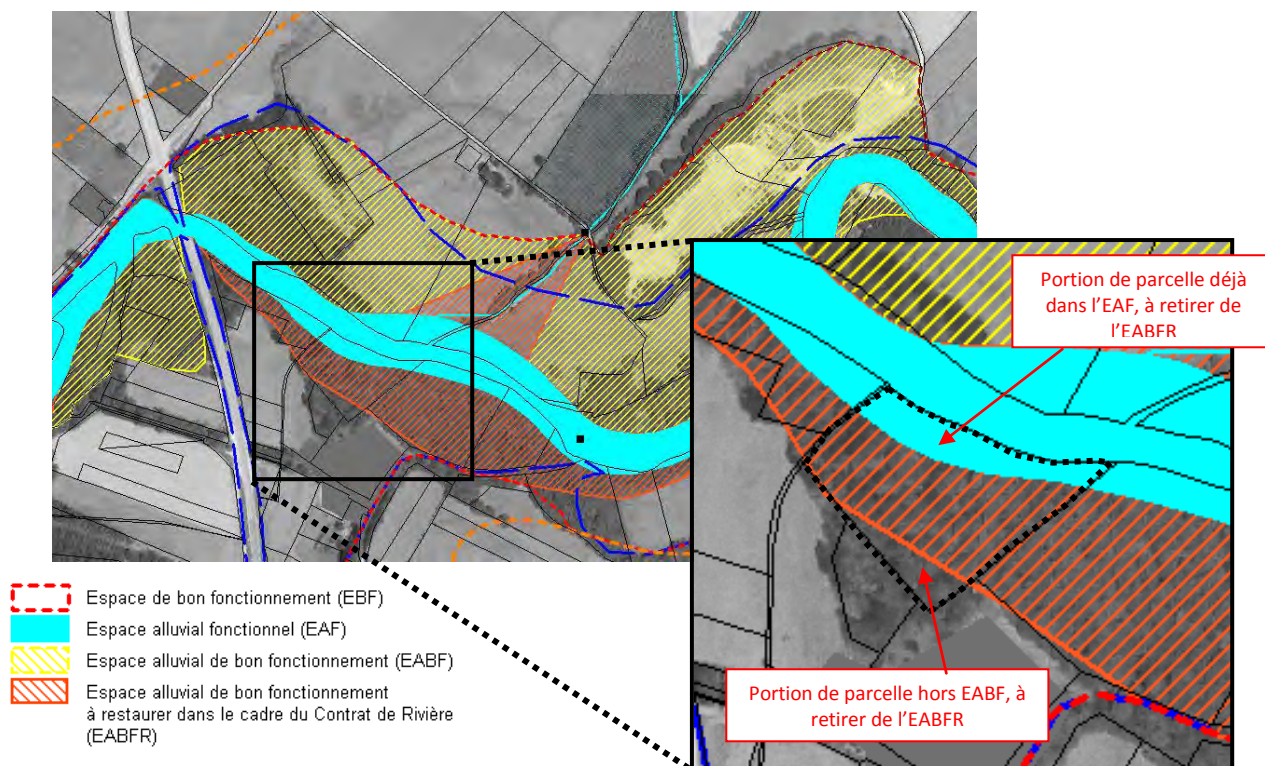 Portion de parcelle déjà
dans l’EAF, à retirer de
l’EABFR
Portion de parcelle hors EABF, à
retirer de l’EABFR
Espace de bon fonctionnement (EBF)
Espace alluvial fonctionnel (EAF)
Espace alluvial de bon fonctionnement (EABF)
Espace alluvial de bon fonctionnement
à restaurer dans le cadre du Contrat de Rivière
(EABFR)